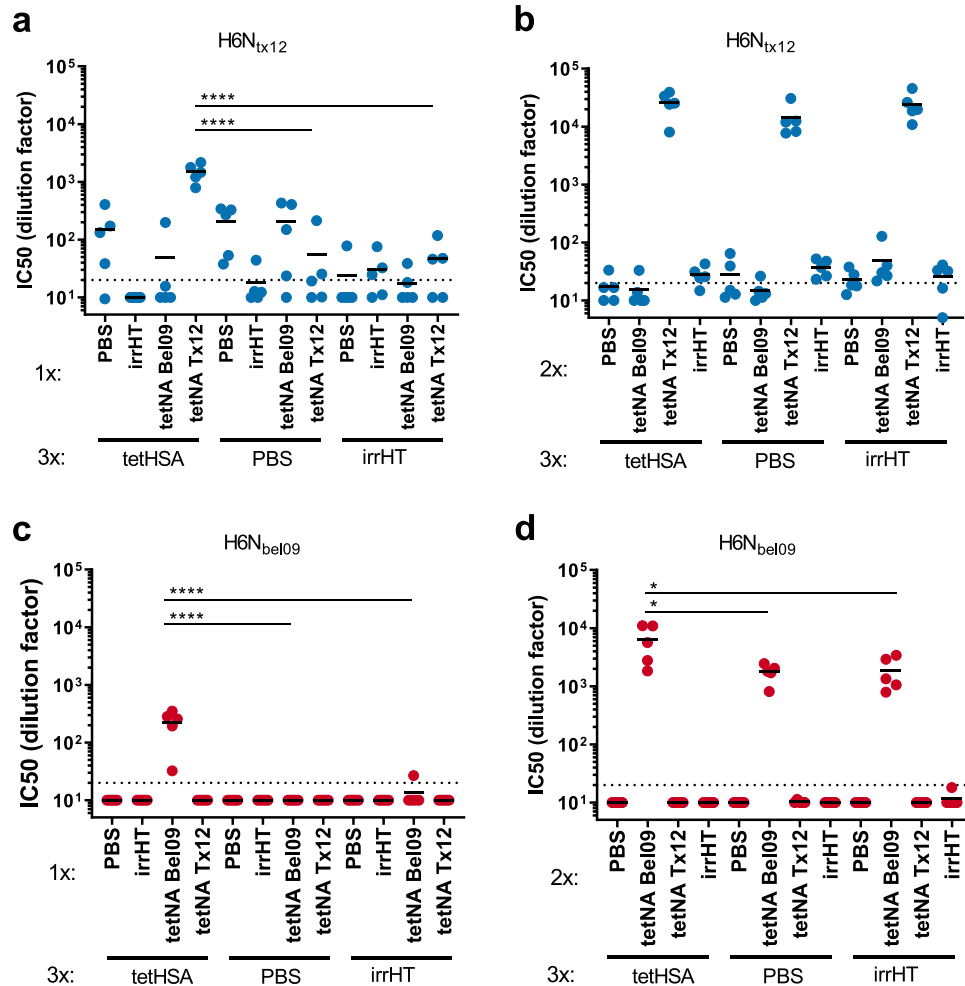 a
H6Ntx12
IC50 (dilution factor)
10^5
10^4
10^3
10^2
10^1
****
****
1x:
PBS
irrHT
tetNA Bel09
tetNA Tx12
PBS
irrHT
tetNA Bel09
tetNA Tx12
PBS
irrHT
tetNA Bel09
tetNA Tx12
3x:
tetHSA
PBS
irrHT
b
H6Ntx12
IC50 (dilution factor)
10^5
10^4
10^3
10^2
10^1
2x:
PBS
tetNA Bel09
tetNA Tx12
irrHT
PBS
tetNA Bel09
tetNA Tx12
irrHT
PBS
tetNA Bel09
tetNA Tx12
irrHT
3x:
tetHSA
PBS
irrHT
c
H6Nbel09
IC50 (dilution factor)
10^5
10^4
10^3
10^2
10^1
****
****
1x:
PBS
irrHT
tetNA Bel09
tetNA Tx12
PBS
irrHT
tetNA Bel09
tetNA Tx12
PBS
irrHT
tetNA Bel09
tetNA Tx12
3x:
tetHSA
PBS
irrHT
d
H6Nbel09
IC50 (dilution factor)
10^5
10^4
10^3
10^2
10^1
*
*
2x:
PBS
tetNA Bel09
tetNA Tx12
irrHT
PBS
tetNA Bel09
tetNA Tx12
irrHT
PBS
tetNA Bel09
tetNA Tx12
irrHT
3x:
tetHSA
PBS
irrHT